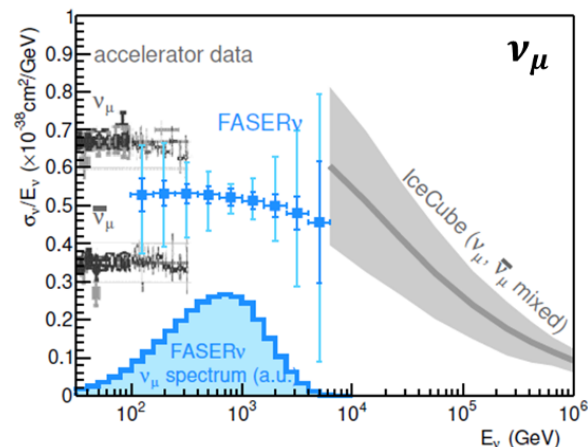 1
0.9
0.8
0.7
0.6
0.5
0.4
0.3
0.2
0.1
0
σν/Eν (×10⁻³⁸cm²/GeV)
accelerator data
νμ
ν̄μ
FASERν
νμ
IceCube (νμ, ν̄μ mixed)
FASERν
νμ spectrum (a.u.)
10² 10³ 10⁴ 10⁵ 10⁶
Eν (GeV)